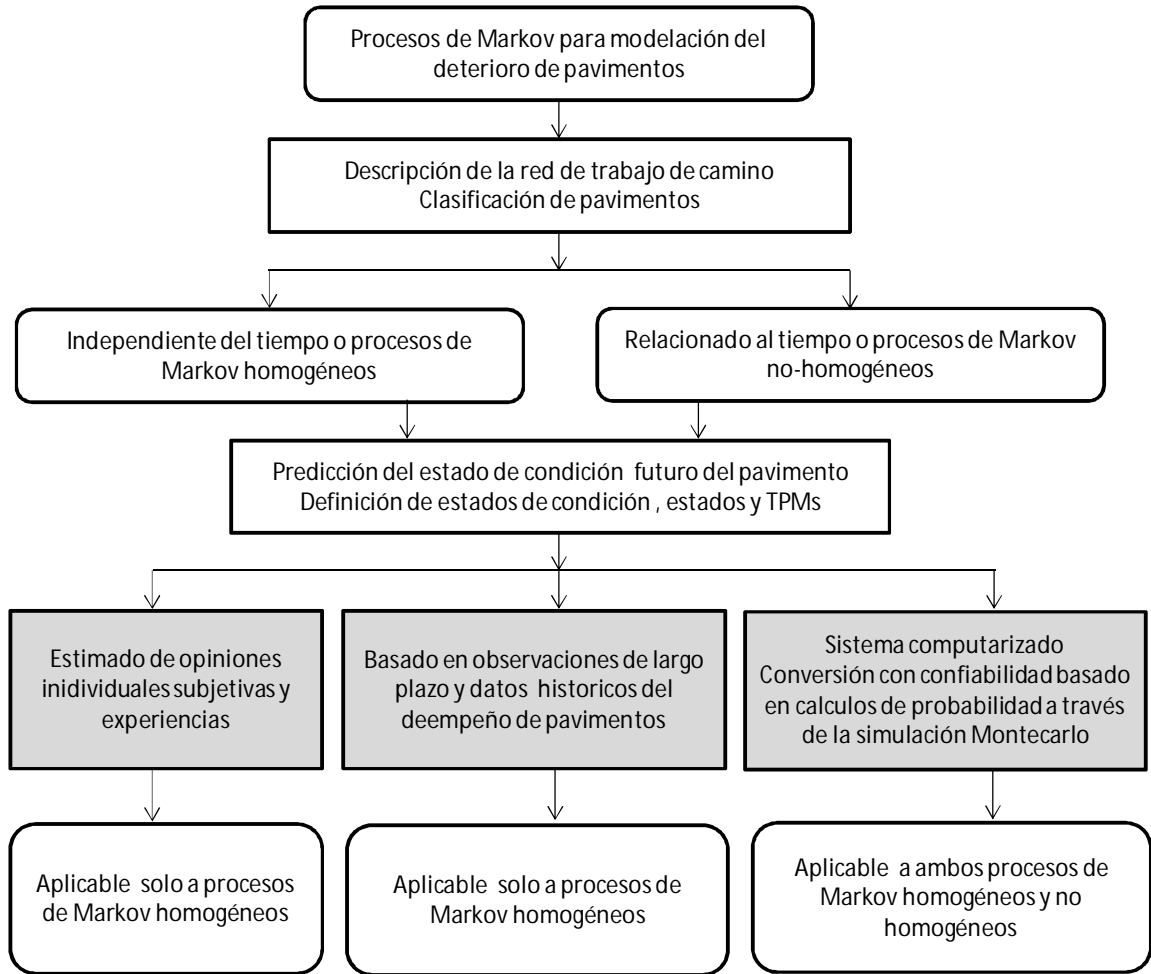 Procesos de Markov para modelación del
deterioro de pavimentos
Descripción de la red de trabajo de camino
Clasificación de pavimentos
Independiente del tiempo o procesos de
Markov homogéneos
Relacionado al tiempo o procesos de Markov
no-homogéneos
Predicción del estado de condición futuro del pavimento
Definición de estados de condición , estados y TPMs
Estimado de opiniones
inidividuales subjetivas y
experiencias
Basado en observaciones de largo
plazo y datos historicos del
deempeño de pavimentos
Sistema computarizado
Conversión con confiabilidad basado
en calculos de probabilidad a través
de la simulación Montecarlo
Aplicable solo a procesos
de Markov homogéneos
Aplicable solo a procesos de
Markov homogéneos
Aplicable a ambos procesos de
Markov homogéneos y no
homogéneos